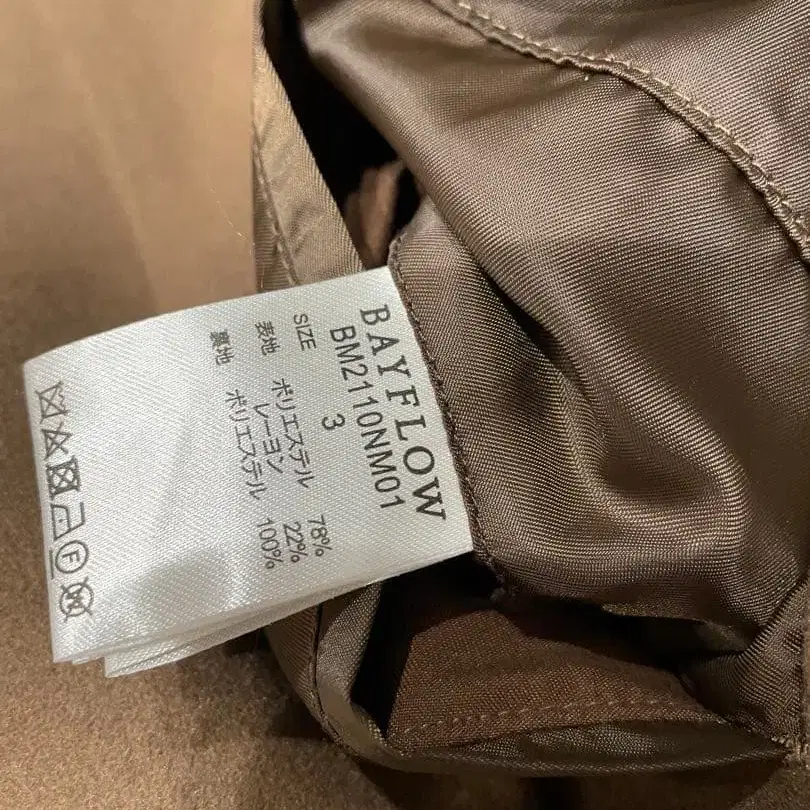 BAYFLOW
BM2110NM01
SIZE 3
表地 ポリエステル 78%
レーヨン 22%
裏地 ポリエステル 100%
F
W